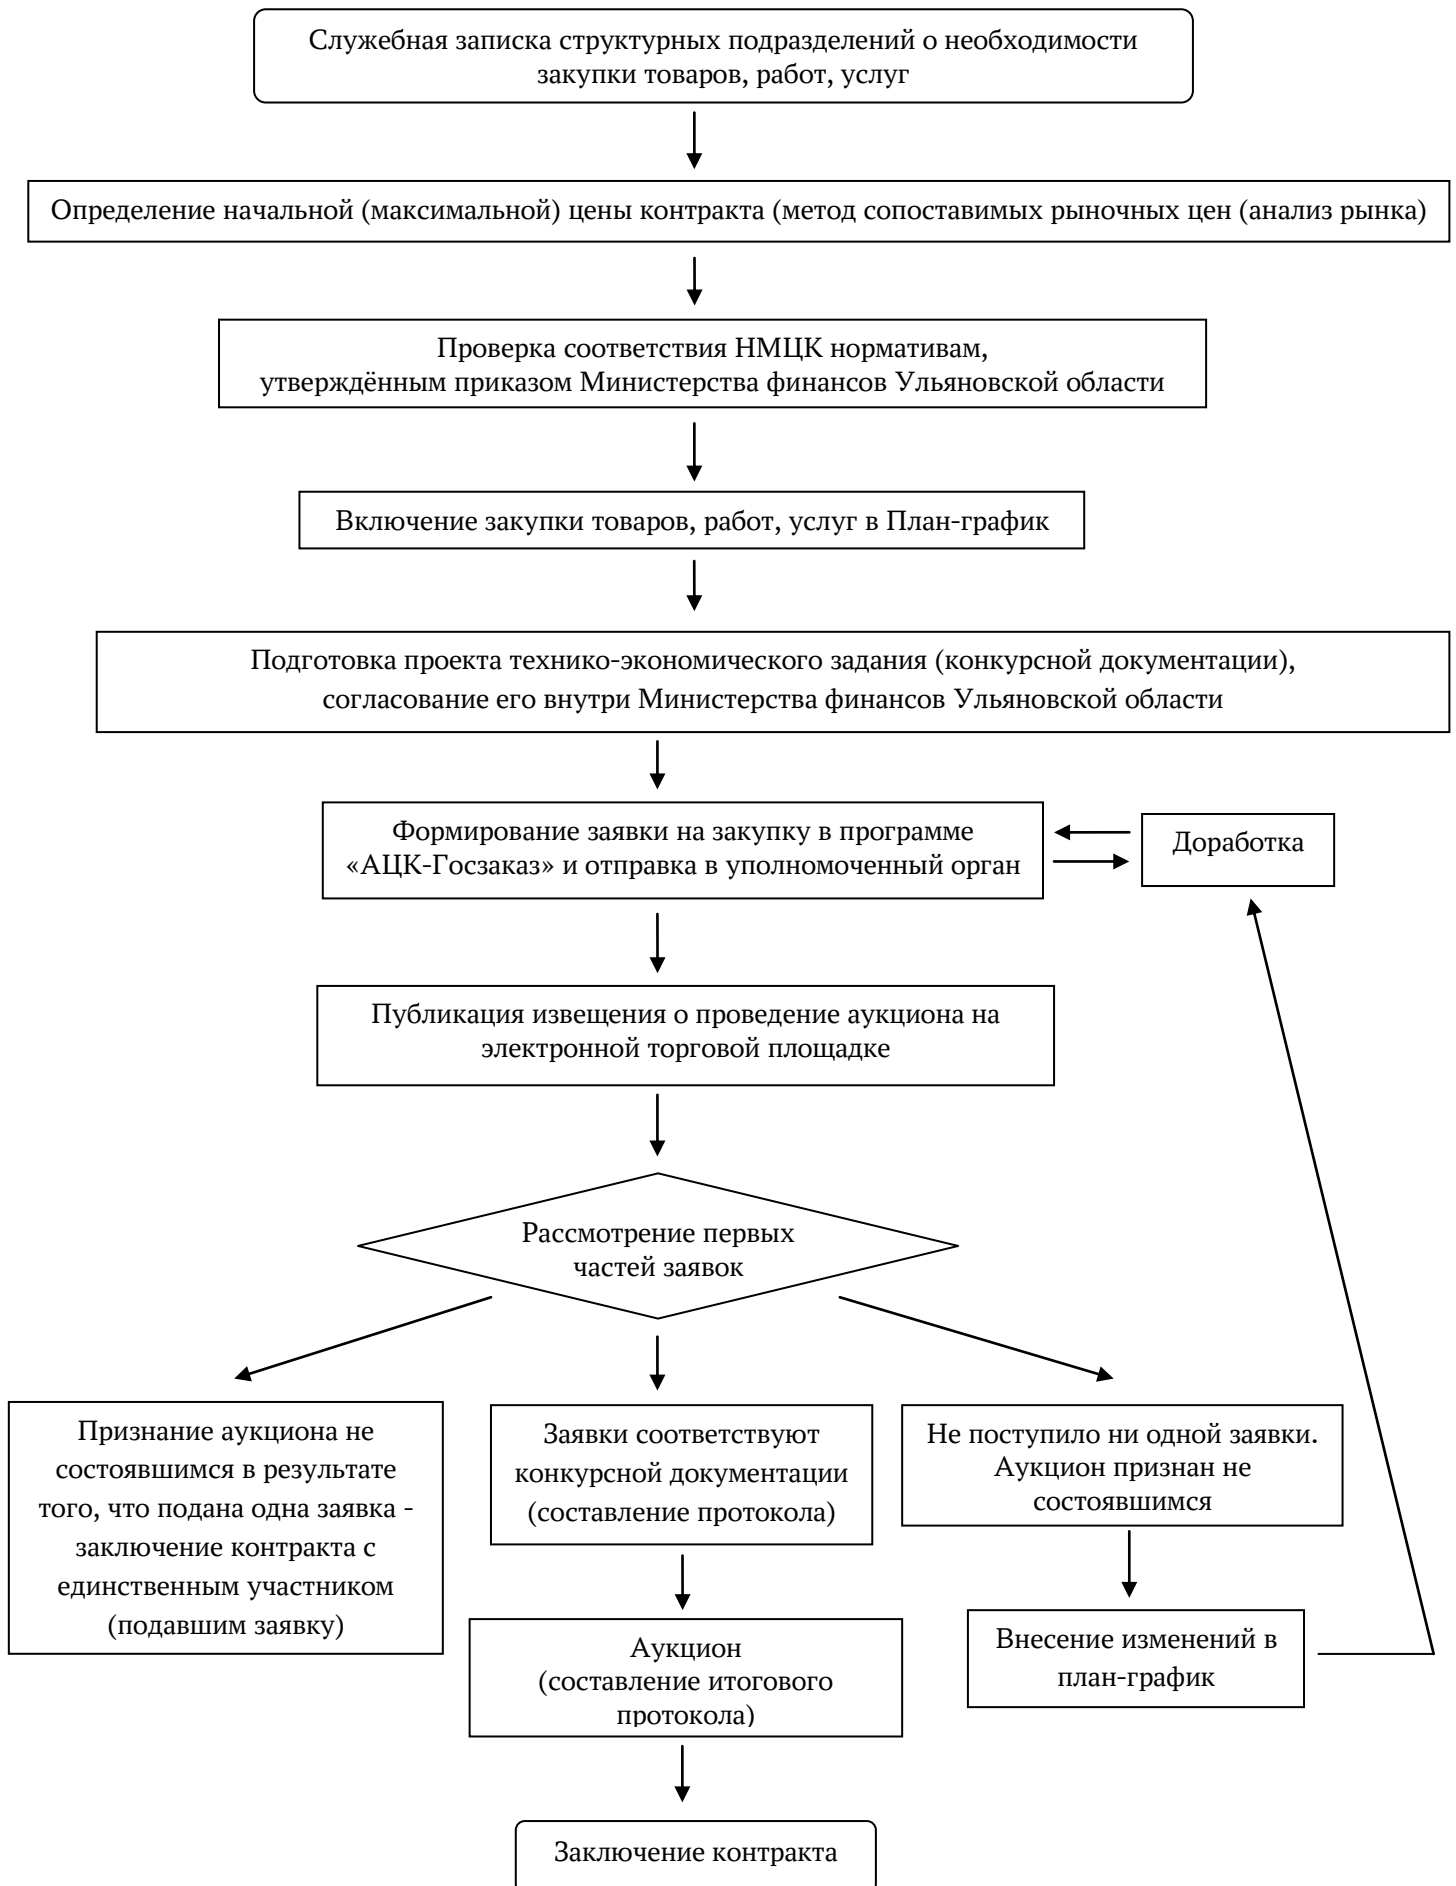 Служебная записка структурных подразделений о необходимости
закупки товаров, работ, услуг
Определение начальной (максимальной) цены контракта (метод сопоставимых рыночных цен (анализ рынка)
Проверка соответствия НМЦК нормативам,
утверждённым приказом Министерства финансов Ульяновской области
Включение закупки товаров, работ, услуг в План-график
Подготовка проекта технико-экономического задания (конкурсной документации),
согласование его внутри Министерства финансов Ульяновской области
Формирование заявки на закупку в программе
«АЦК-Госзаказ» и отправка в уполномоченный орган
Доработка
Публикация извещения о проведение аукциона на
электронной торговой площадке
Рассмотрение первых
частей заявок
Признание аукциона не
состоявшимся в результате
того, что подана одна заявка -
заключение контракта с
единственным участником
(подавшим заявку)
Заявки соответствуют
конкурсной документации
(составление протокола)
Не поступило ни одной заявки.
Аукцион признан не
состоявшимся
Аукцион
(составление итогового
протокола)
Внесение изменений в
план-график
Заключение контракта